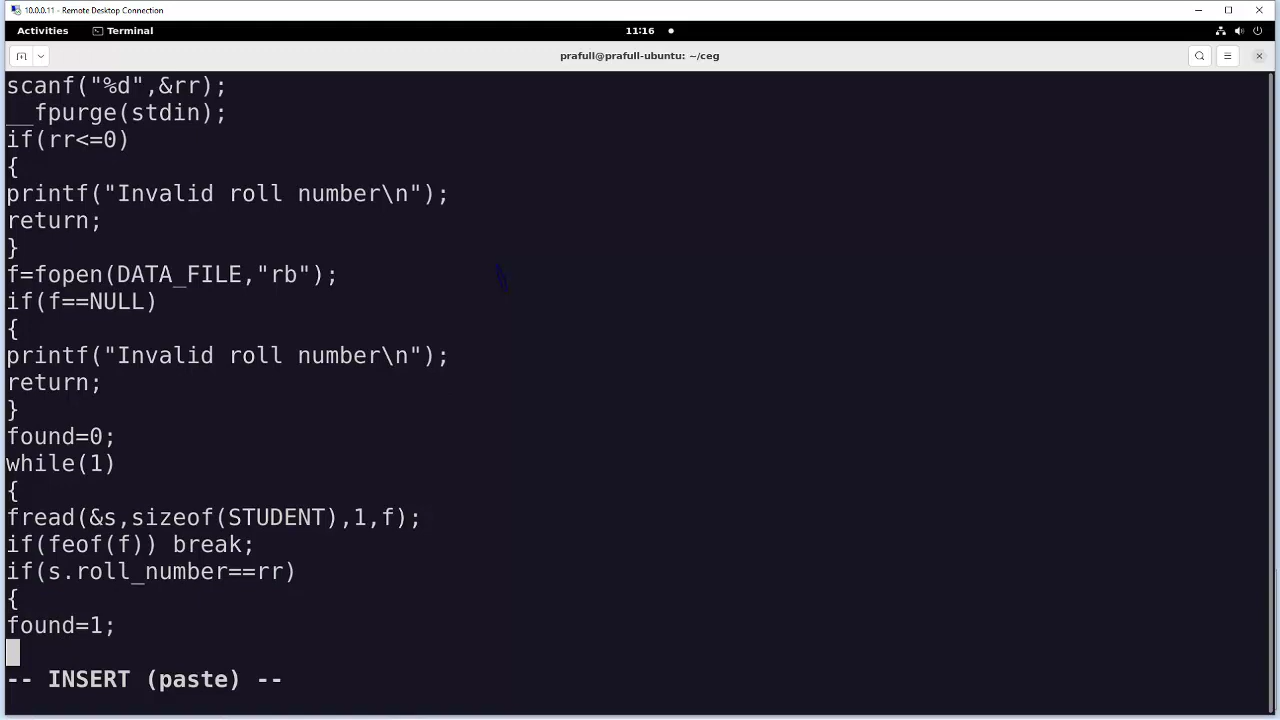 10.0.0.11 - Remote Desktop Connection
Activities
Terminal
11:16
prafull@prafull-ubuntu: ~/ceg
scanf("%d",&rr);
__fpurge(stdin);
if(rr<=0)
{
printf("Invalid roll number\n");
return;
}
f=fopen(DATA_FILE,"rb");
if(f==NULL)
{
printf("Invalid roll number\n");
return;
}
found=0;
while(1)
{
fread(&s,sizeof(STUDENT),1,f);
if(feof(f)) break;
if(s.roll_number==rr)
{
found=1;
-- INSERT (paste) --